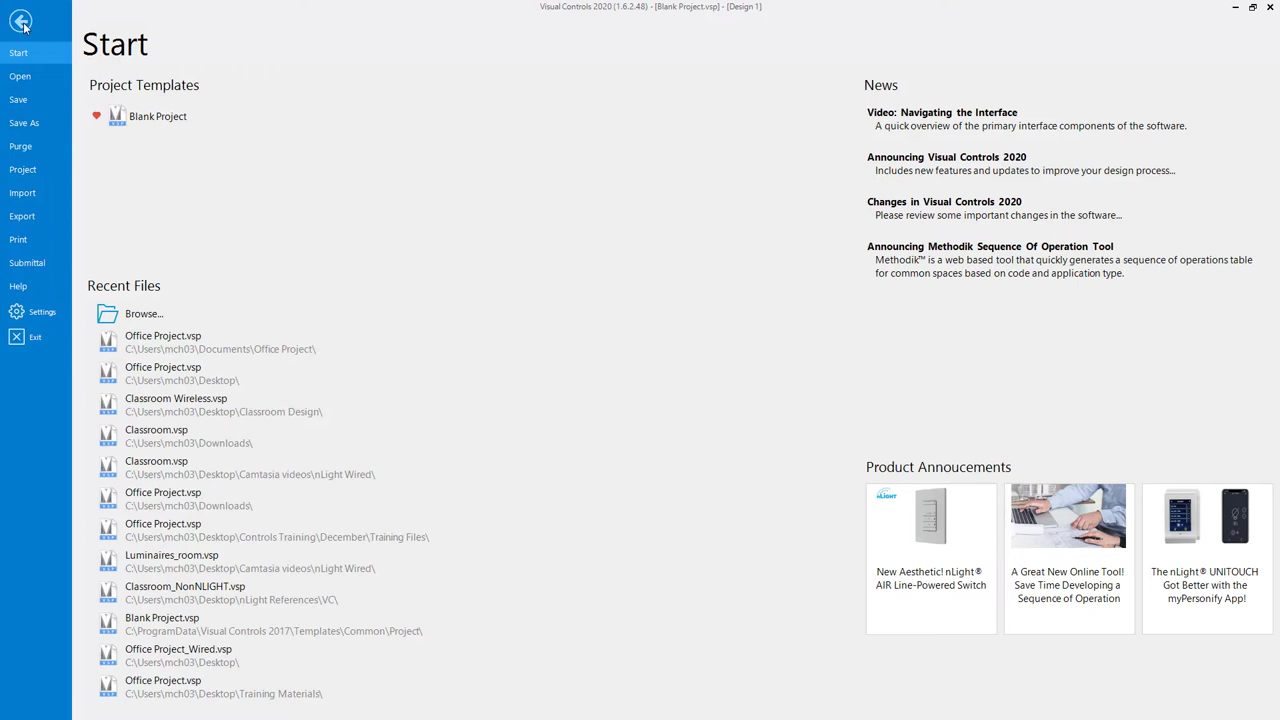 Visual Controls 2020 (1.6.2.48) - [Blank Project.vsp] - [Design 1]
Start
Open
Save
Save As
Purge
Project
Import
Export
Print
Submittal
Help
Settings
Exit
Start
Project Templates
Blank Project
Recent Files
Browse...
Office Project.vsp
C:\Users\mch03\Documents\Office Project\
Office Project.vsp
C:\Users\mch03\Desktop\
Classroom Wireless.vsp
C:\Users\mch03\Desktop\Classroom Design\
Classroom.vsp
C:\Users\mch03\Downloads\
Classroom.vsp
C:\Users\mch03\Desktop\Camtasia videos\nLight Wired\
Office Project.vsp
C:\Users\mch03\Downloads\
Office Project.vsp
C:\Users\mch03\Desktop\Controls Training\December\Training Files\
Luminaires_room.vsp
C:\Users\mch03\Desktop\Camtasia videos\nLight Wired\
Classroom_NonNLIGHT.vsp
C:\Users\mch03\Desktop\nLight References\VC\
Blank Project.vsp
C:\ProgramData\Visual Controls 2017\Templates\Common\Project\
Office Project_Wired.vsp
C:\Users\mch03\Desktop\
Office Project.vsp
C:\Users\mch03\Desktop\Training Materials\
News
Video: Navigating the Interface
A quick overview of the primary interface components of the software.
Announcing Visual Controls 2020
Includes new features and updates to improve your design process...
Changes in Visual Controls 2020
Please review some important changes in the software...
Announcing Methodik Sequence Of Operation Tool
Methodik™ is a web based tool that quickly generates a sequence of operations table
for common spaces based on code and application type.
Product Annoucements
nLIGHT
New Aesthetic! nLight®
AIR Line-Powered Switch
A Great New Online Tool!
Save Time Developing a
Sequence of Operation
The nLight® UNITOUCH
Got Better with the
myPersonify App!